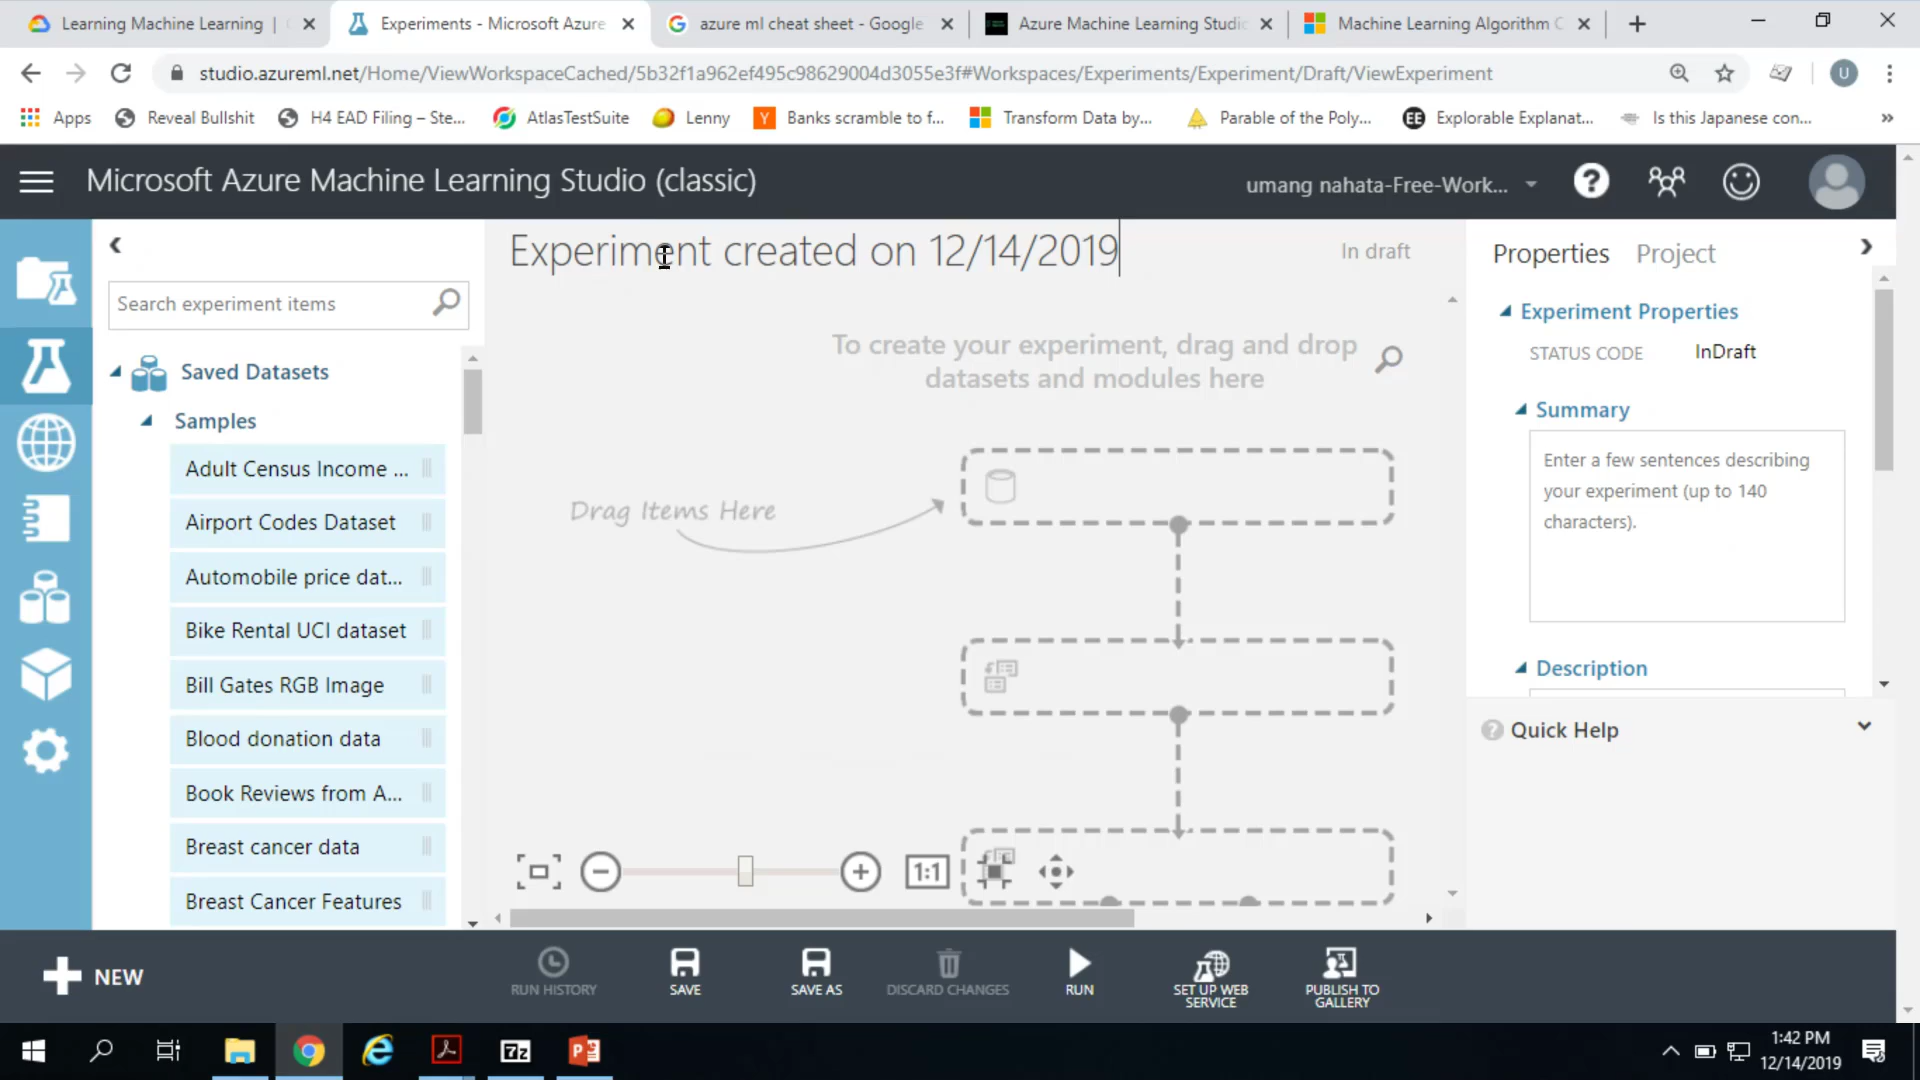 Learning Machine Learning |
Experiments - Microsoft Azure
azure ml cheat sheet - Google
Azure Machine Learning Studio
Machine Learning Algorithm C
studio.azureml.net/Home/ViewWorkspaceCached/5b32f1a962ef495c98629004d3055e3f#Workspaces/Experiments/Experiment/Draft/ViewExperiment
U
Apps
Reveal Bullshit
H4 EAD Filing – Ste...
AtlasTestSuite
Lenny
Y
Banks scramble to f...
Transform Data by...
Parable of the Poly...
EE
Explorable Explanat...
Is this Japanese con...
»
Microsoft Azure Machine Learning Studio (classic)
umang nahata-Free-Work...
Experiment created on 12/14/2019
In draft
Properties
Project
Search experiment items
Saved Datasets
Samples
Adult Census Income ...
Airport Codes Dataset
Automobile price dat...
Bike Rental UCI dataset
Bill Gates RGB Image
Blood donation data
Book Reviews from A...
Breast cancer data
Breast Cancer Features
To create your experiment, drag and drop
datasets and modules here
Drag Items Here
1:1
Experiment Properties
STATUS CODE
InDraft
Summary
Enter a few sentences describing
your experiment (up to 140
characters).
Description
Quick Help
NEW
RUN HISTORY
SAVE
SAVE AS
DISCARD CHANGES
RUN
SET UP WEB
SERVICE
PUBLISH TO
GALLERY
7z
P
1:42 PM
12/14/2019